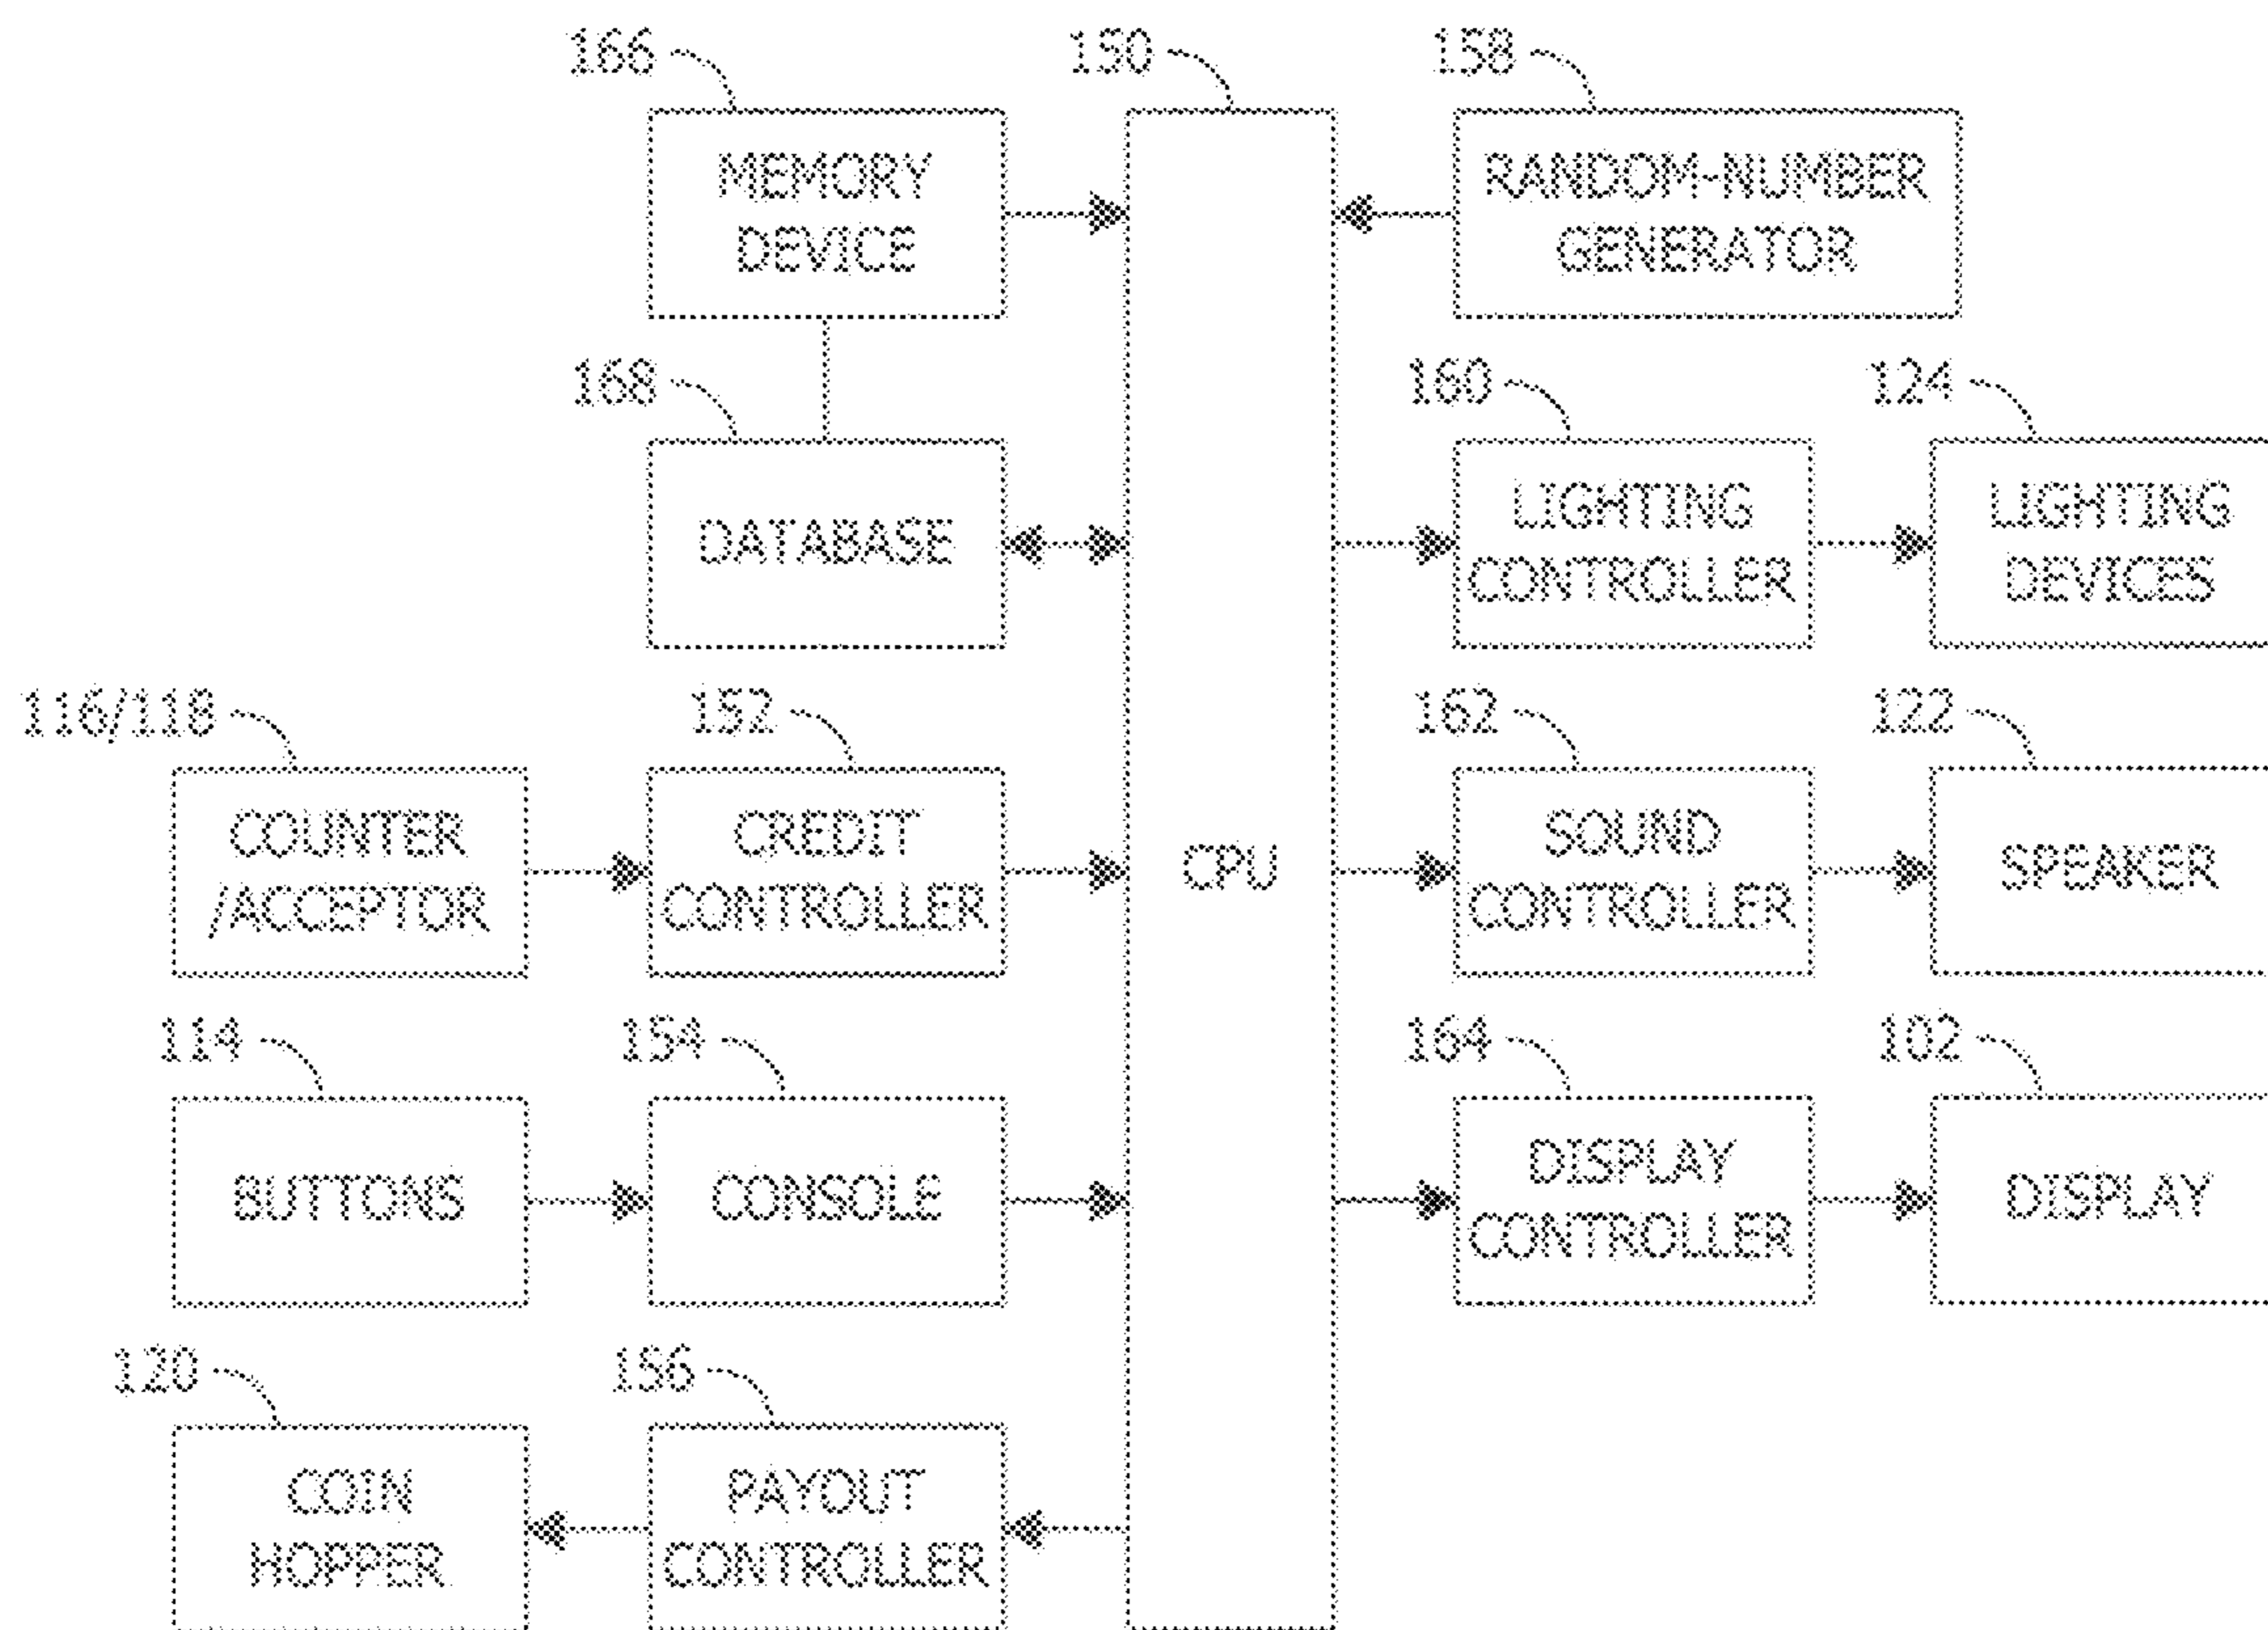 166
150
158
MEMORY
DEVICE
RANDOM-NUMBER
GENERATOR
168
160
124
DATABASE
LIGHTING
CONTROLLER
LIGHTING
DEVICES
116/118
152
162
122
COUNTER
/ACCEPTOR
CREDIT
CONTROLLER
CPU
SOUND
CONTROLLER
SPEAKER
114
154
164
102
BUTTONS
CONSOLE
DISPLAY
CONTROLLER
DISPLAY
120
156
COIN
HOPPER
PAYOUT
CONTROLLER